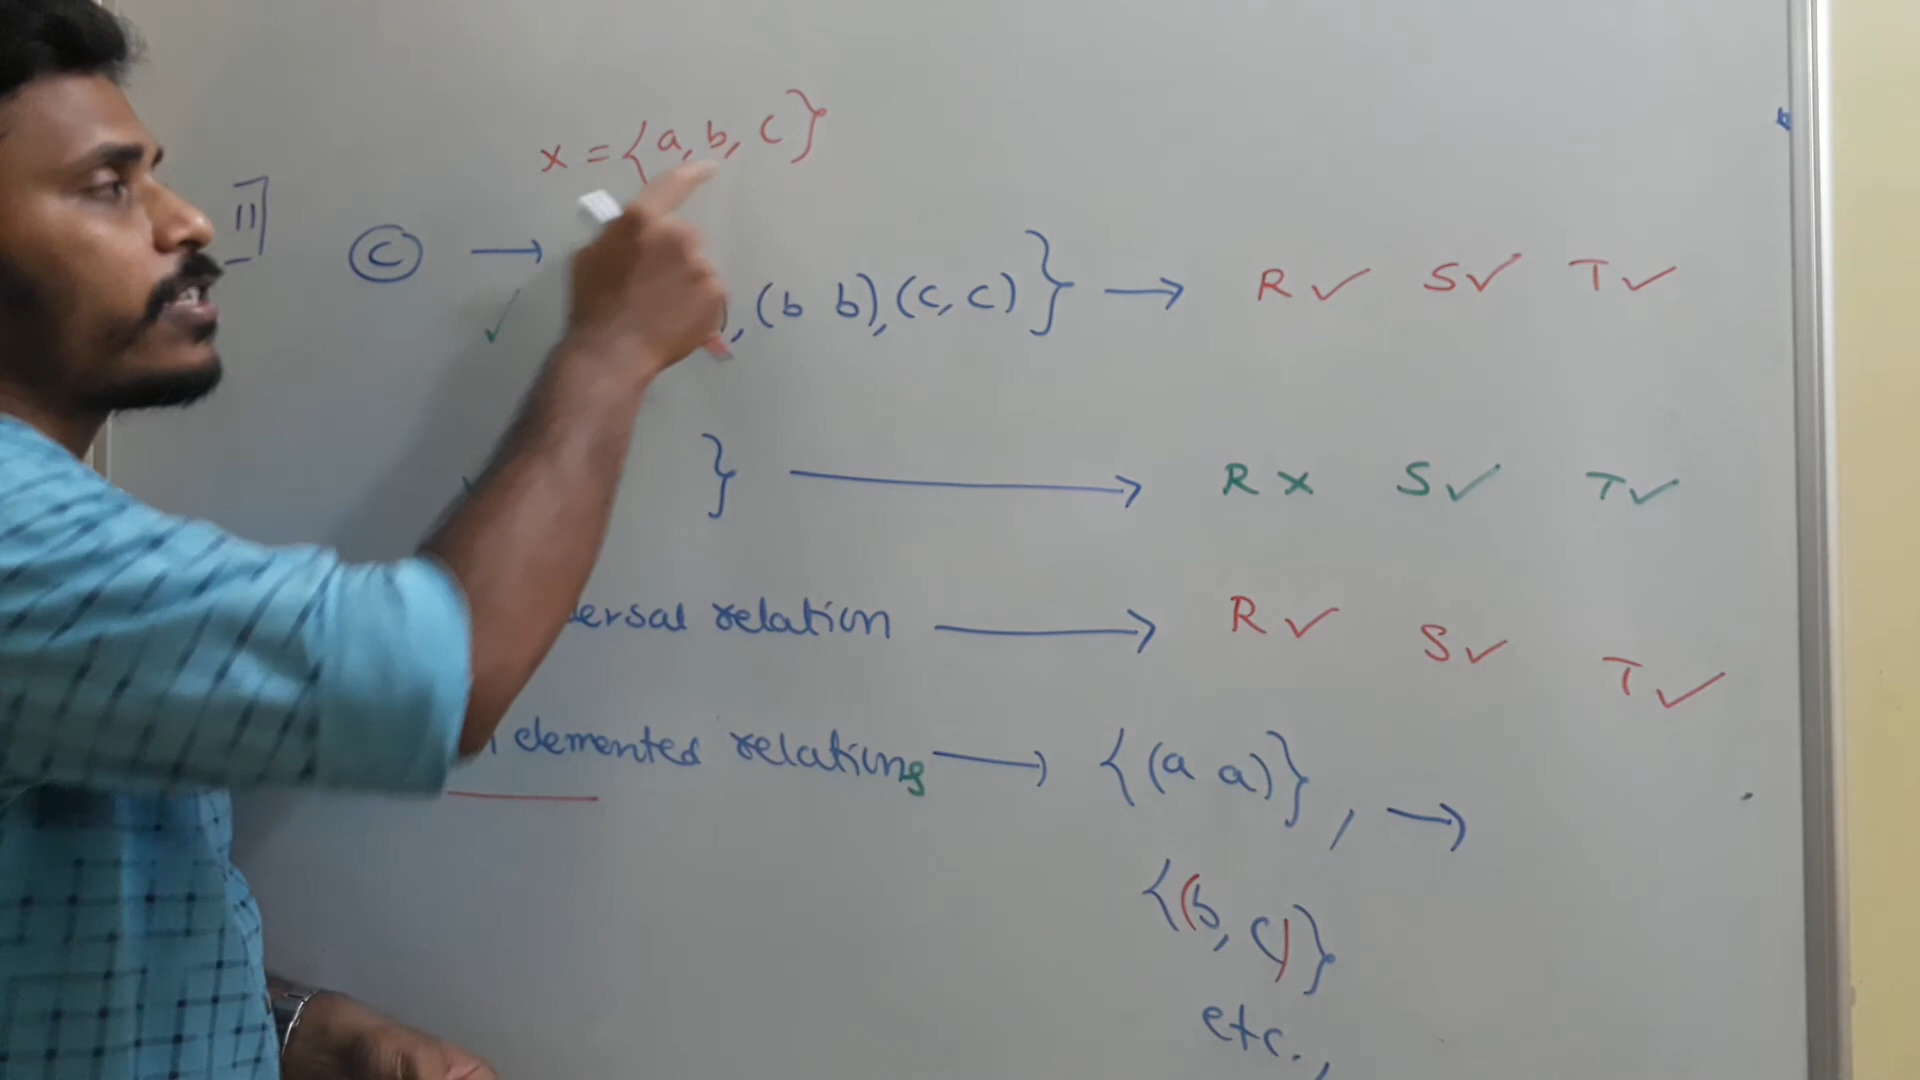 x = {a, b, c}
11] ⓒ →
✓ ), (b b), (c, c)} → R ✓ S ✓ T ✓
} → R × S ✓ T ✓
ersal relation → R ✓ S ✓ T ✓
elemented relations → {(a a)}, →
{(b, c)}
etc.,